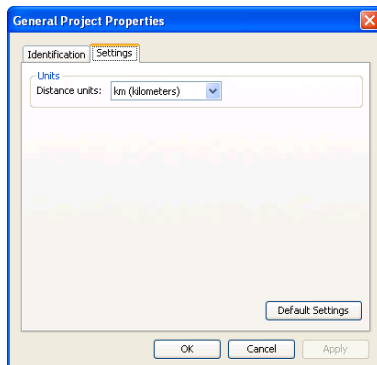 General Project Properties
Identification Settings
Units
Distance units: km (kilometers)
Default Settings
OK Cancel Apply